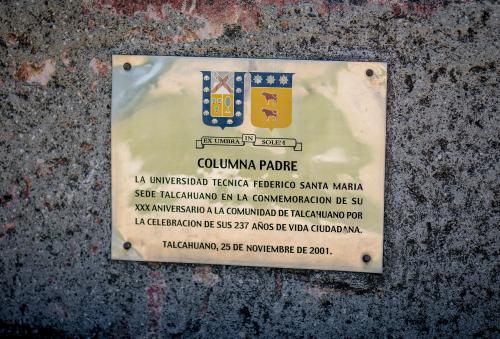 EX UMBRA IN SOLEM
COLUMNA PADRE
LA UNIVERSIDAD TECNICA FEDERICO SANTA MARIA
SEDE TALCAHUANO EN LA CONMEMORACION DE SU
XXX ANIVERSARIO A LA COMUNIDAD DE TALCAHUANO POR
LA CELEBRACION DE SUS 237 AÑOS DE VIDA CIUDADANA.
TALCAHUANO, 25 DE NOVIEMBRE DE 2001.